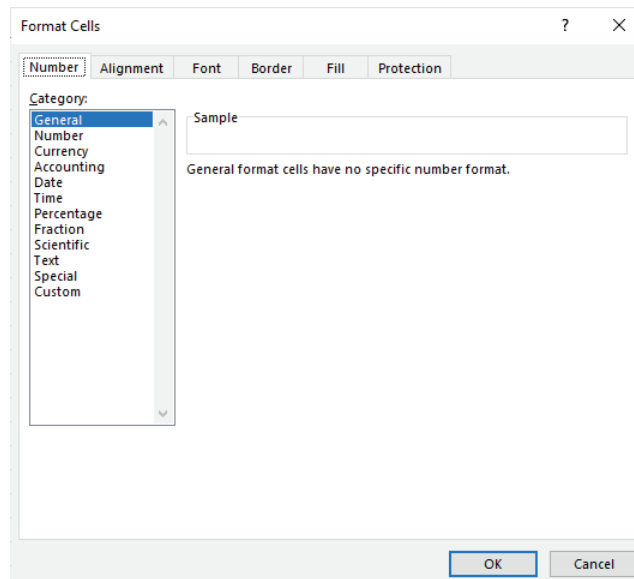 Format Cells ? X
Number Alignment Font Border Fill Protection
Category:
General
Number
Currency
Accounting
Date
Time
Percentage
Fraction
Scientific
Text
Special
Custom
Sample
General format cells have no specific number format.
OK Cancel